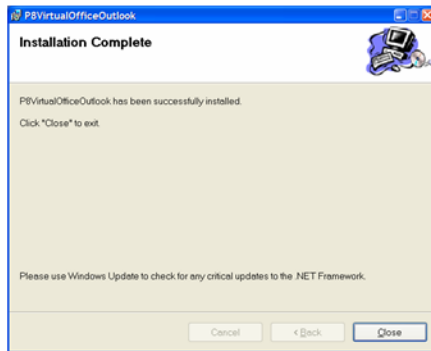 P8VirtualOfficeOutlook
Installation Complete
P8VirtualOfficeOutlook has been successfully installed.
Click "Close" to exit.
Please use Windows Update to check for any critical updates to the .NET Framework.
Cancel
< Back
Close